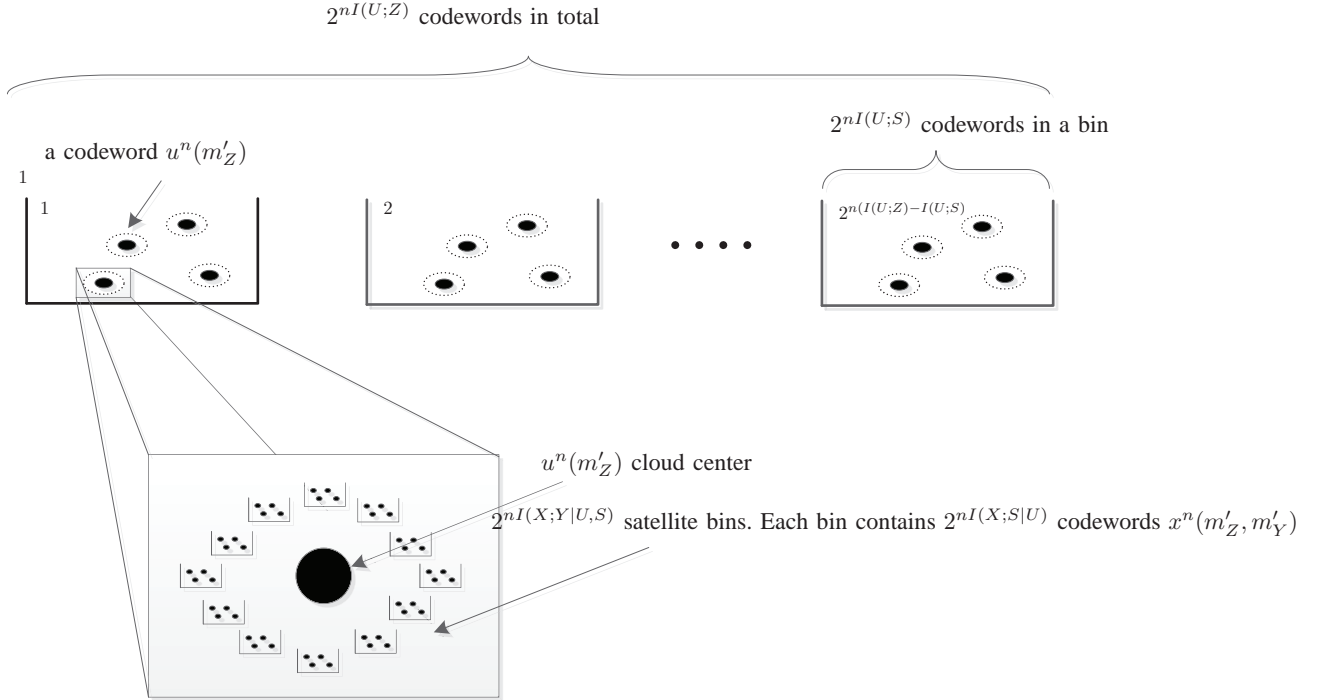 $2^{nI(U;Z)}$ codewords in total
$2^{nI(U;S)}$ codewords in a bin
a codeword $u^n(m'_Z)$
1
1
2
$2^{n(I(U;Z)-I(U;S)}$
$u^n(m'_Z)$ cloud center
$2^{nI(X;Y|U,S)}$ satellite bins. Each bin contains $2^{nI(X;S|U)}$ codewords $x^n(m'_Z, m'_Y)$